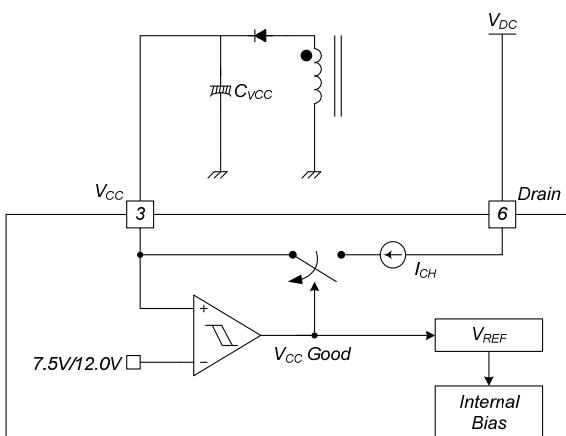 V_DC
C_VCC
V_CC
Drain
3
6
I_CH
+
7.5V/12.0V
−
V_CC Good
V_REF
Internal
Bias